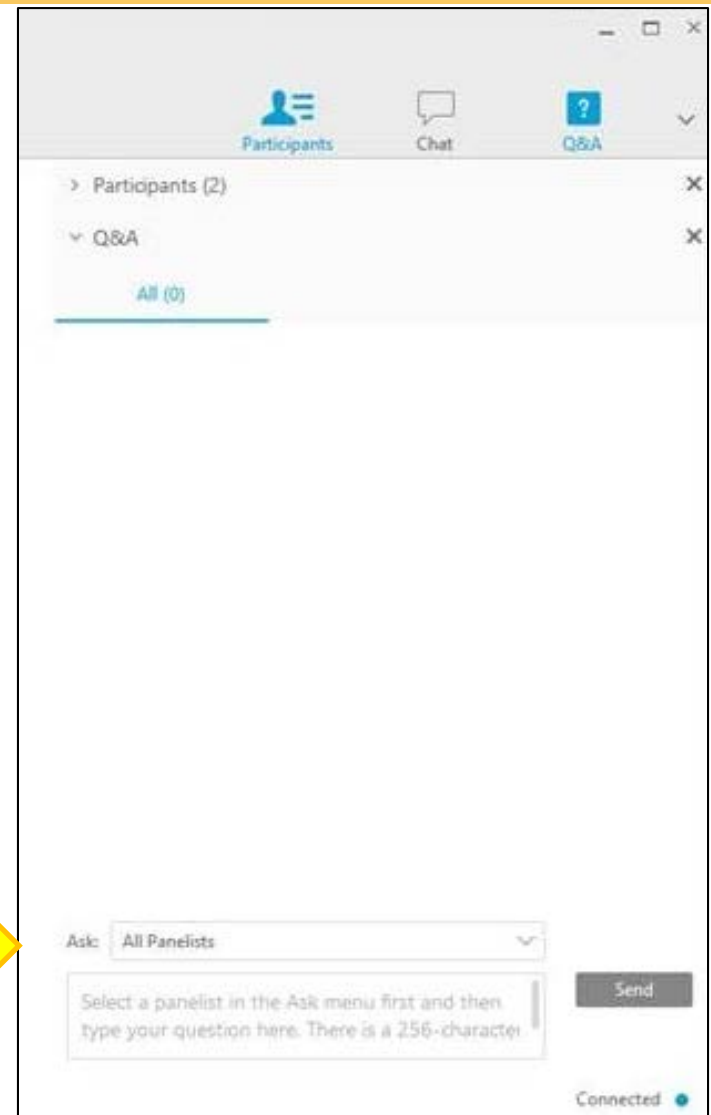 Participants Chat Q&A
Participants (2)
Q&A
All (0)
Ask: All Panelists
Select a panelist in the Ask menu first and then
type your question here. There is a 256-character
Send
Connected